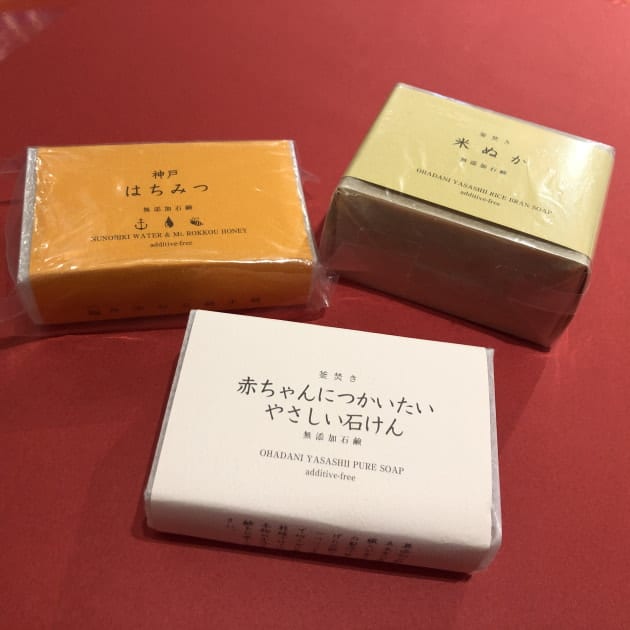 神戸
はちみつ
無添加石鹸
NUNOBIKI WATER & Mt. ROKKOU HONEY
additive-free
釜焚き
米ぬか
無添加石鹸
OHADANI YASASHII RICE BRAN SOAP
additive-free
釜焚き
赤ちゃんにつかいたい
やさしい石けん
無添加石鹸
OHADANI YASASHII PURE SOAP
additive-free